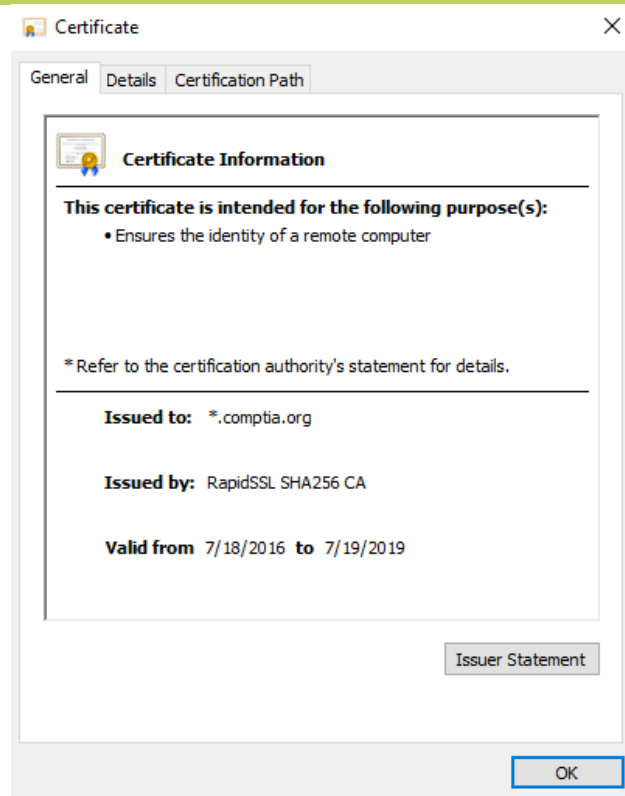 Certificate
General Details Certification Path
Certificate Information
This certificate is intended for the following purpose(s):
• Ensures the identity of a remote computer
* Refer to the certification authority's statement for details.
Issued to: *.comptia.org
Issued by: RapidSSL SHA256 CA
Valid from 7/18/2016 to 7/19/2019
Issuer Statement
OK